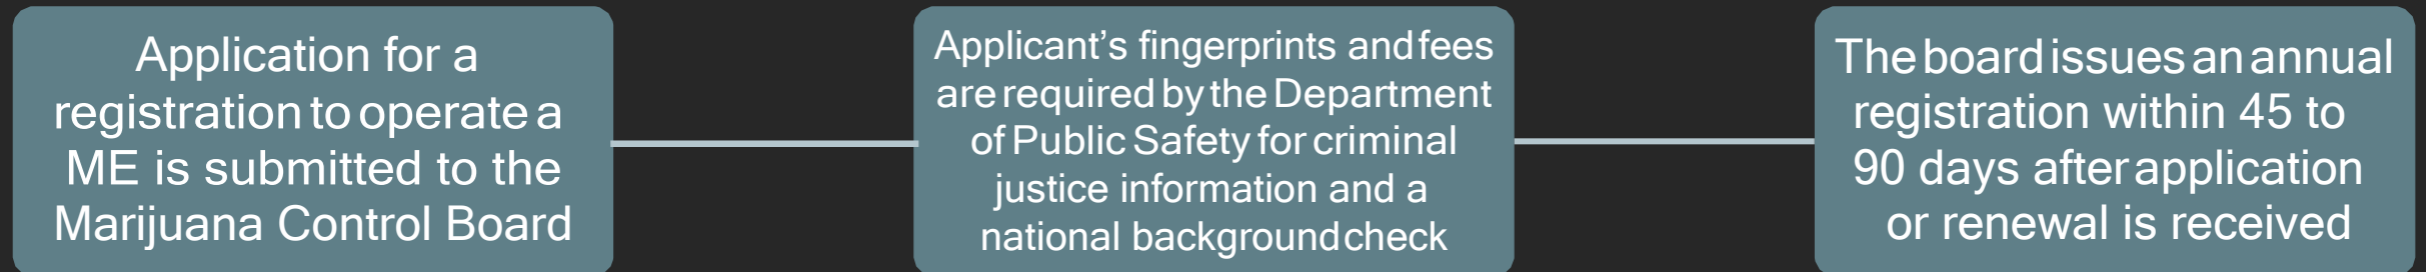 Application for a
registration to operate a
ME is submitted to the
Marijuana Control Board
Applicant’s fingerprints and fees
are required by the Department
of Public Safety for criminal
justice information and a
national background check
The board issues an annual
registration within 45 to
90 days after application
or renewal is received